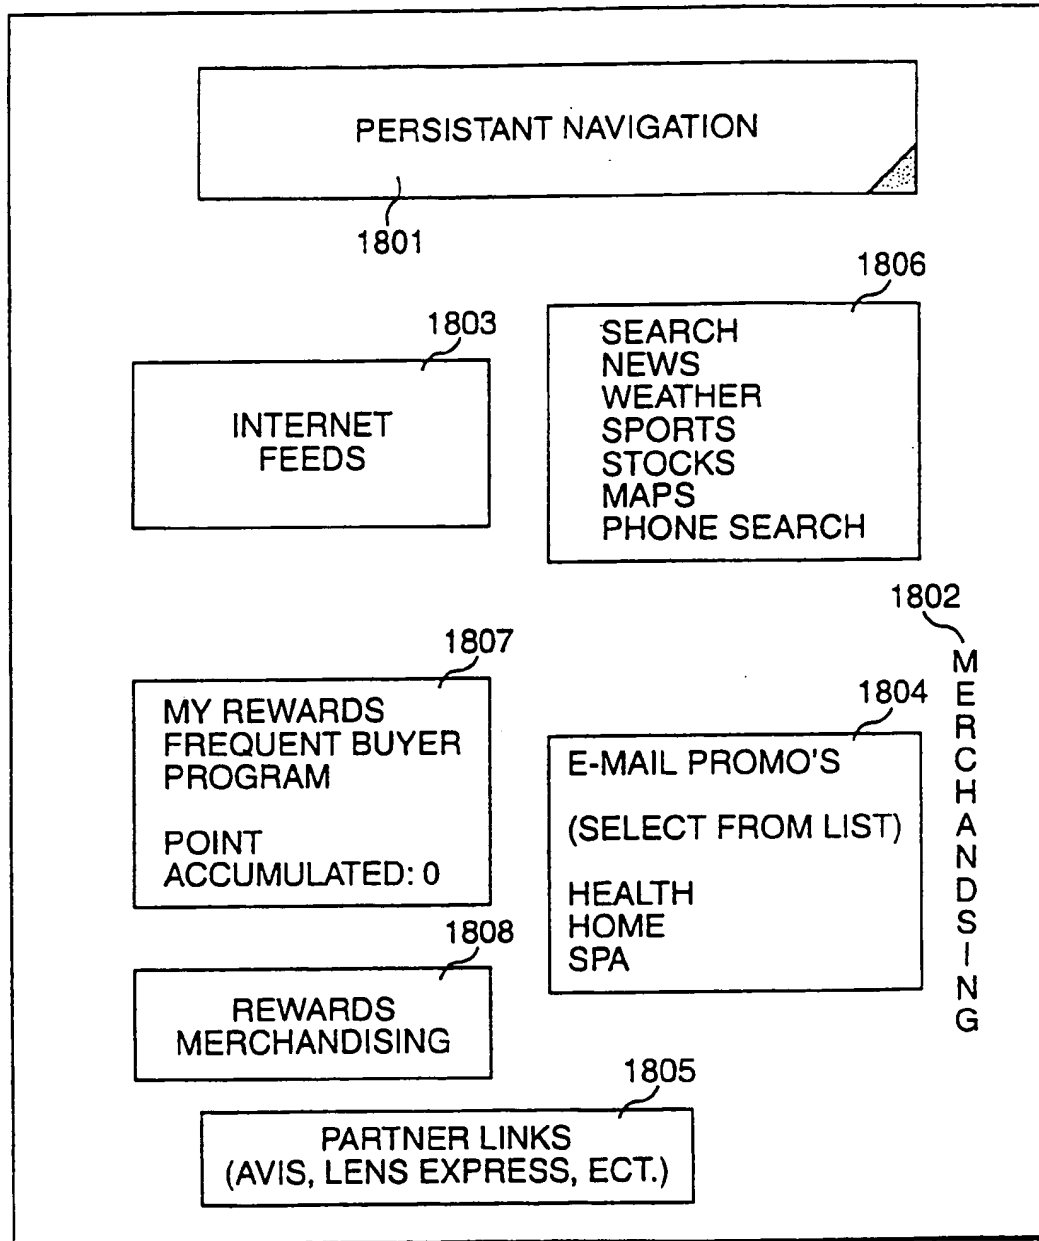 PERSISTANT NAVIGATION
1801
1806
SEARCH
NEWS
WEATHER
SPORTS
STOCKS
MAPS
PHONE SEARCH
1803
INTERNET
FEEDS
1802
MERCHANDSING
1807
MY REWARDS
FREQUENT BUYER
PROGRAM
POINT
ACCUMULATED: 0
1804
E-MAIL PROMO'S
(SELECT FROM LIST)
HEALTH
HOME
SPA
1808
REWARDS
MERCHANDISING
1805
PARTNER LINKS
(AVIS, LENS EXPRESS, ECT.)